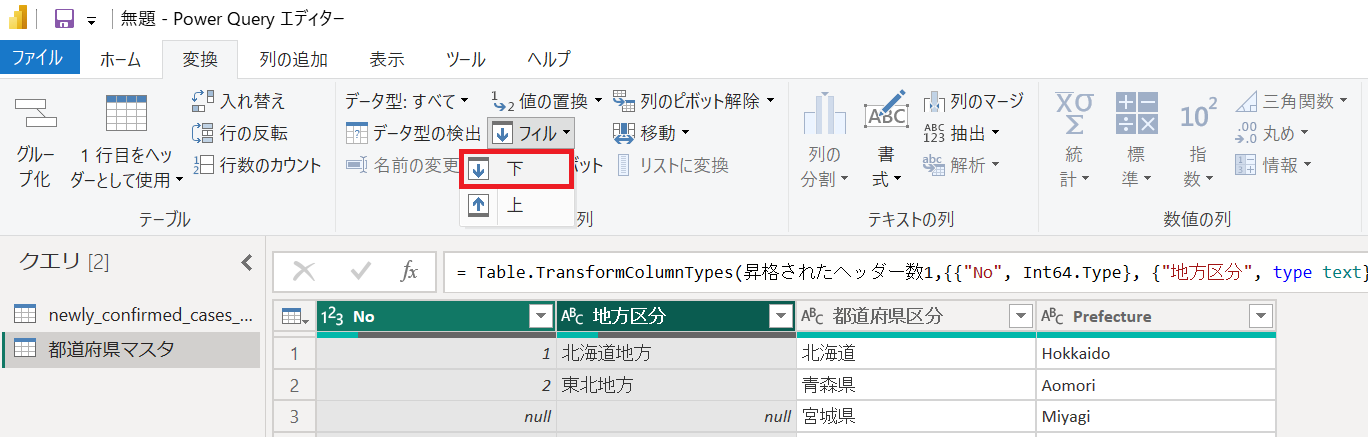 無題 - Power Query エディター
ファイル ホーム 変換 列の追加 表示 ツール ヘルプ
グループ化
1 行目をヘッダーとして使用
入れ替え
行の反転
行数のカウント
テーブル
データ型: すべて
データ型の検出
名前の変更
値の置換
フィル
下
上
ボット
列のピボット解除
移動
リストに変換
列
列の分割
書式
列のマージ
抽出
解析
テキストの列
統計
標準
指数
三角関数
丸め
情報
数値の列
クエリ [2]
newly_confirmed_cases_...
都道府県マスタ
= Table.TransformColumnTypes(昇格されたヘッダー数1,{{"No", Int64.Type}, {"地方区分", type text}
No 地方区分 都道府県区分 Prefecture
1 1 北海道地方 北海道 Hokkaido
2 2 東北地方 青森県 Aomori
3 null null 宮城県 Miyagi